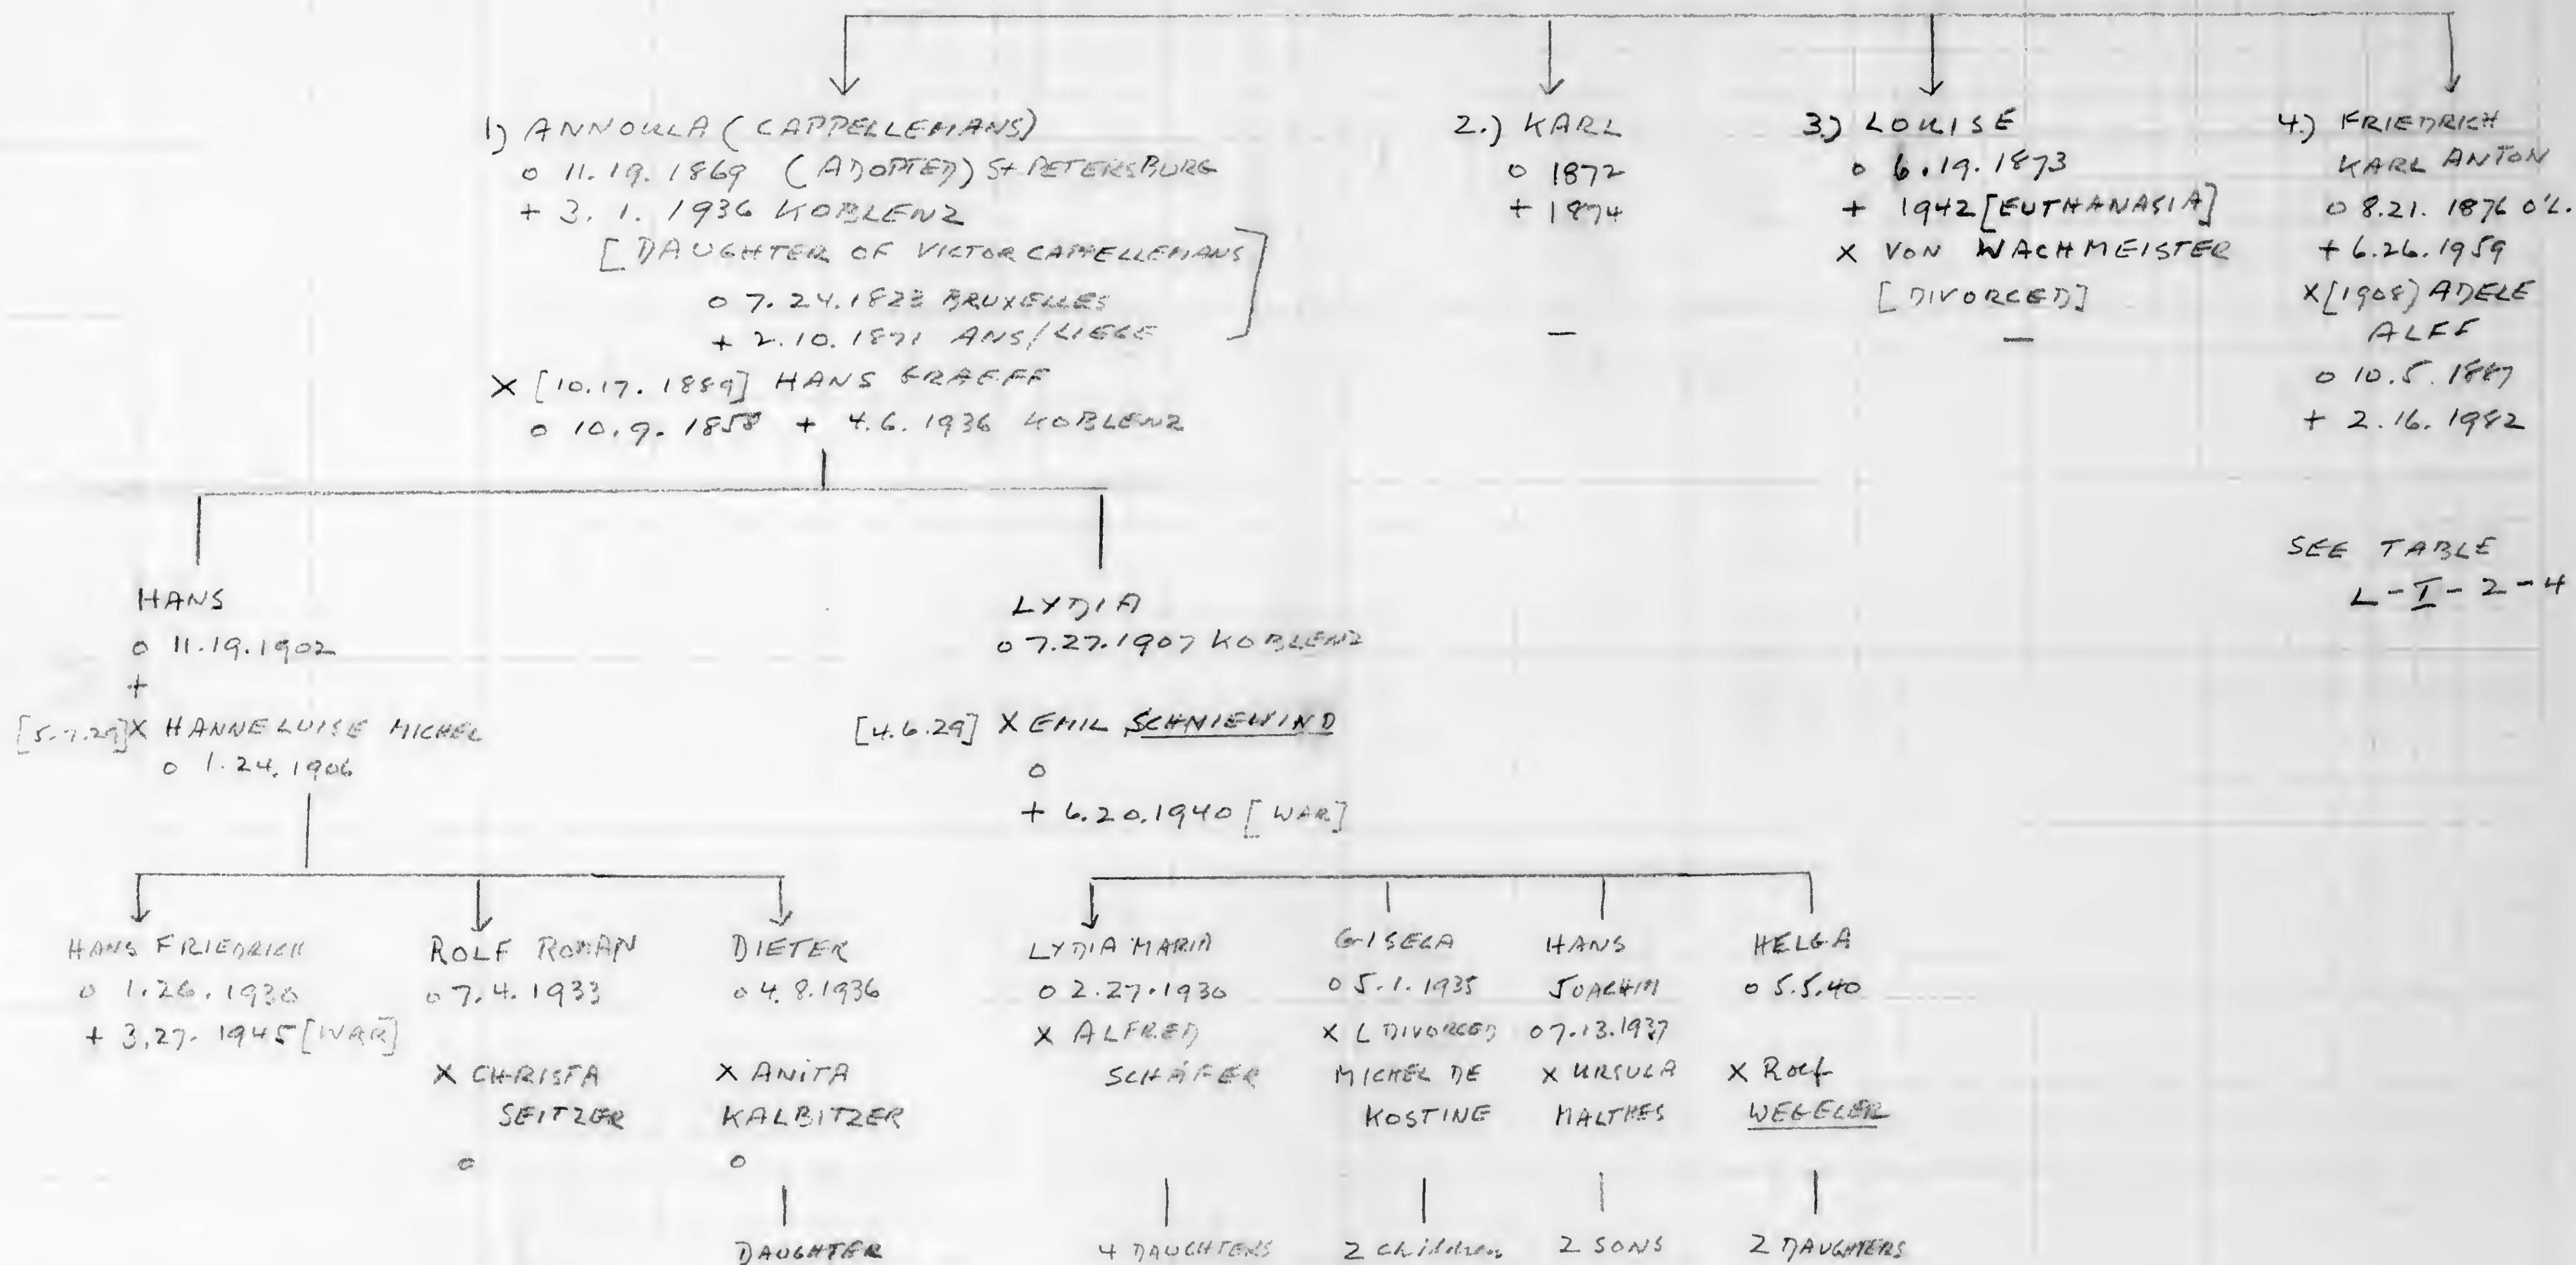 1) ANNOULA (CAPPELLEMANS)
o 11.19.1869 (ADOPTED) St PETERSBURG
+ 3.1.1936 KOBLENZ
[DAUGHTER OF VICTOR CAPPELLEMANS
o 7.24.1823 BRUXELLES
+ 2.10.1871 ANS/LIEGE ]
X [10.17.1889] HANS GRAEFF
o 10.9.1858 + 4.6.1936 KOBLENZ
2.) KARL
o 1872
+ 1874
—
3.) LOUISE
o 6.19.1873
+ 1942 [EUTHANASIA]
X VON WACHMEISTER
[DIVORCED]
—
4.) FRIEDRICH
KARL ANTON
o 8.21.1876 O'L.
+ 6.26.1959
X [1908] ADELE
ALFF
o 10.5.1887
+ 2.16.1982
SEE TABLE
L-I-2-4
HANS
o 11.19.1902
+
[5.7.29] X HANNELUISE MICHEL
o 1.24.1906
LYDIA
o 7.27.1907 KOBLENZ
[4.6.29] X EMIL SCHNIEWIND
o
+ 6.20.1940 [WAR]
HANS FRIEDRICH
o 1.26.1930
+ 3.27.1945 [WAR]
ROLF ROMAN
o 7.4.1933
X CHRISTA
SEITZER
o
DIETER
o 4.8.1936
X ANITA
KALBITZER
o
DAUGHTER
LYDIA MARIA
o 2.27.1930
X ALFRED
SCHÄFER
4 DAUGHTERS
GISELA
o 5.1.1935
X [DIVORCED
MICHEL DE
KOSTINE
2 children
HANS
JOACHIM
o 7.13.1937
X URSULA
MALTHES
2 SONS
HELGA
o 5.5.40
X Rolf
WEGELER
2 DAUGHTERS